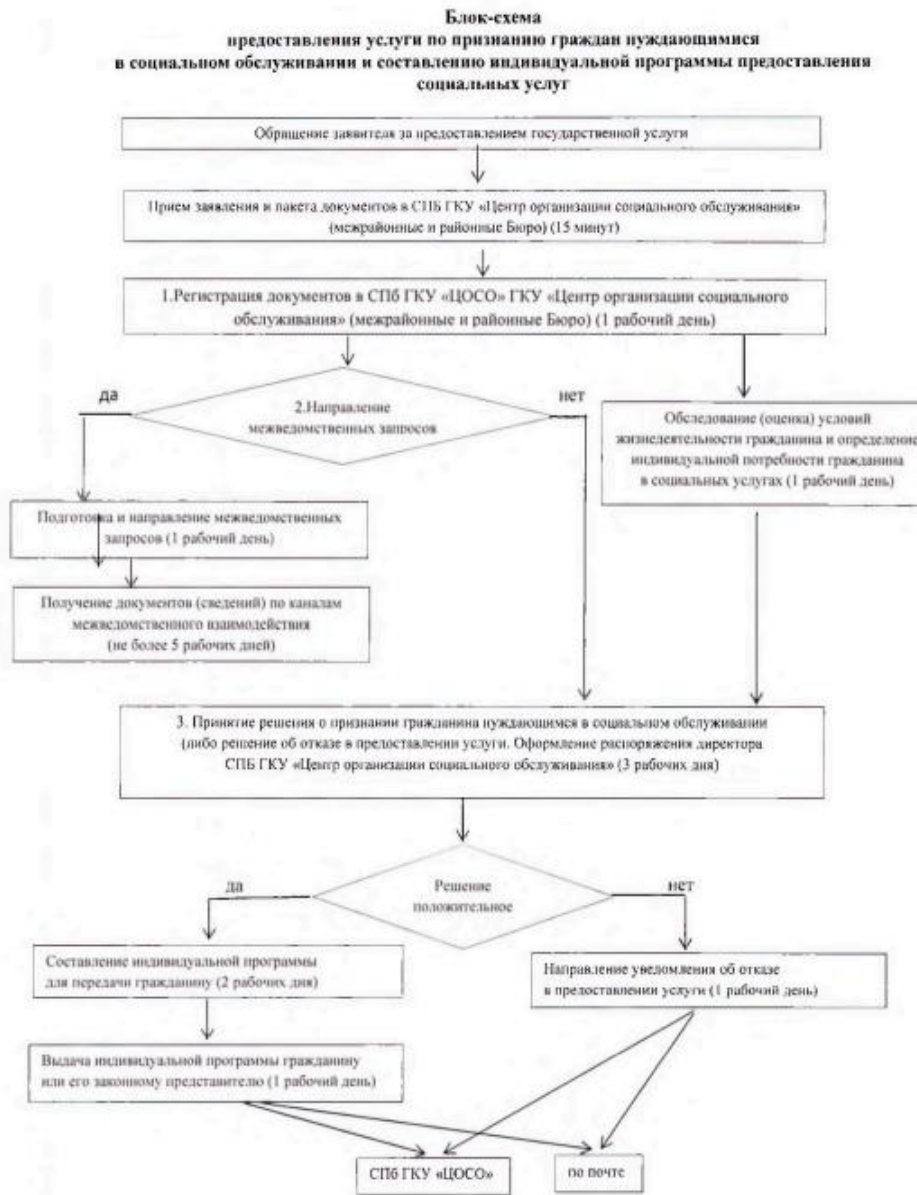 Блок-схема
предоставления услуги по признанию граждан нуждающимися
в социальном обслуживании и составлению индивидуальной программы предоставления
социальных услуг
Обращение заявителя за предоставлением государственной услуги
Прием заявления и пакета документов в СПБ ГКУ «Центр организации социального обслуживания»
(межрайонные и районные Бюро) (15 минут)
1.Регистрация документов в СПб ГКУ «ЦОСО» ГКУ «Центр организации социального
обслуживания» (межрайонные и районные Бюро) (1 рабочий день)
да
нет
2.Направление
межведомственных запросов
Обследование (оценка) условий
жизнедеятельности гражданина и определение
индивидуальной потребности гражданина
в социальных услугах (1 рабочий день)
Подготовка и направление межведомственных
запросов (1 рабочий день)
Получение документов (сведений) по каналам
межведомственного взаимодействия
(не более 5 рабочих дней)
3. Принятие решения о признании гражданина нуждающимся в социальном обслуживании
(либо решение об отказе в предоставлении услуги. Оформление распоряжения директора
СПБ ГКУ «Центр организации социального обслуживания» (3 рабочих дня)
да
Решение
положительное
нет
Составление индивидуальной программы
для передачи гражданину (2 рабочих дня)
Направление уведомления об отказе
в предоставлении услуги (1 рабочий день)
Выдача индивидуальной программы гражданину
или его законному представителю (1 рабочий день)
СПб ГКУ «ЦОСО»
по почте